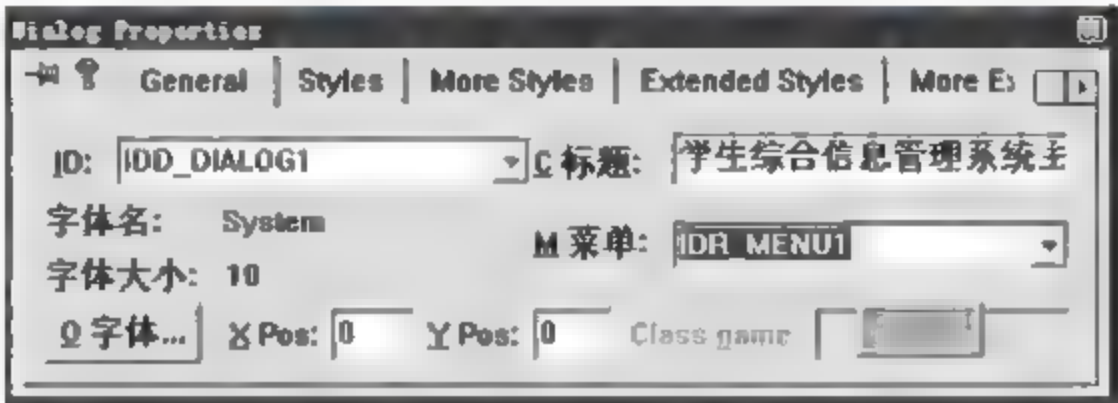 Dialog Properties
General Styles More Styles Extended Styles More Ex
ID: IDD_DIALOG1 C 标题: 学生综合信息管理系统主
字体名: System
M 菜单: IDR_MENU1
字体大小: 10
O 字体... X Pos: 0 Y Pos: 0 Class name